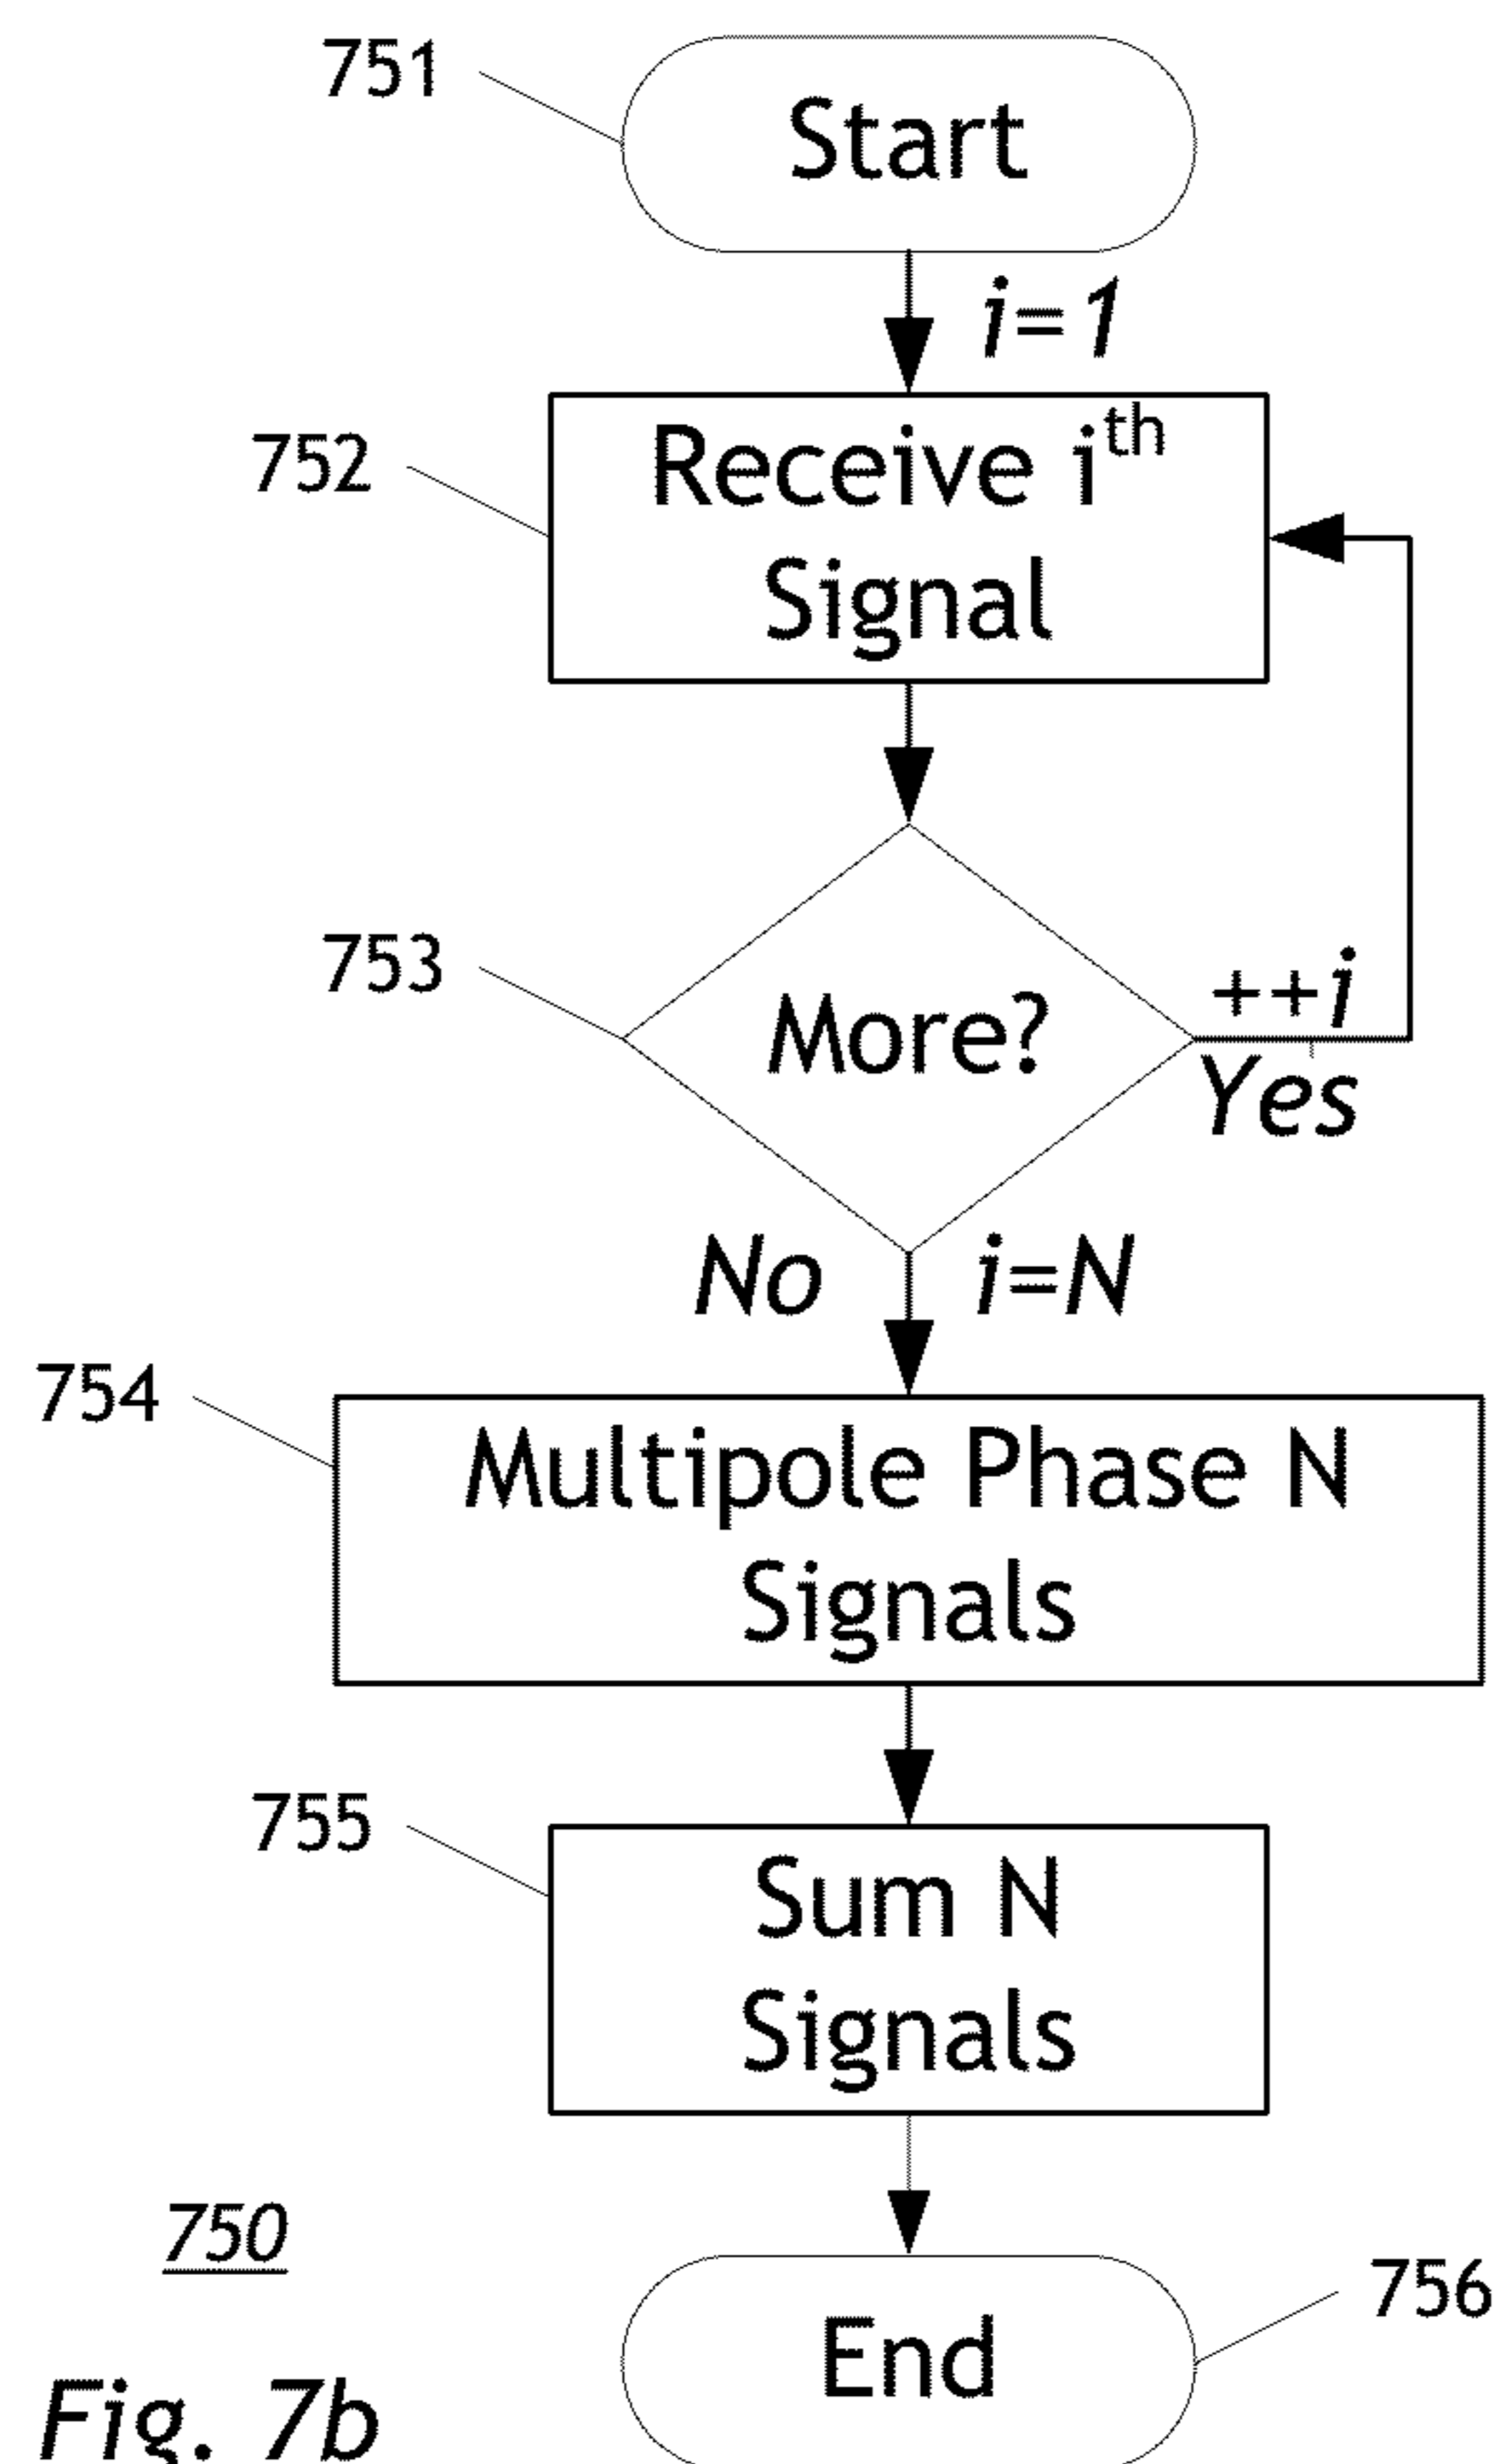 751
Start
i=1
752
Receive iᵗʰ
Signal
753
More?
++i
Yes
No i=N
754
Multipole Phase N
Signals
755
Sum N
Signals
750
756
End
Fig. 7b